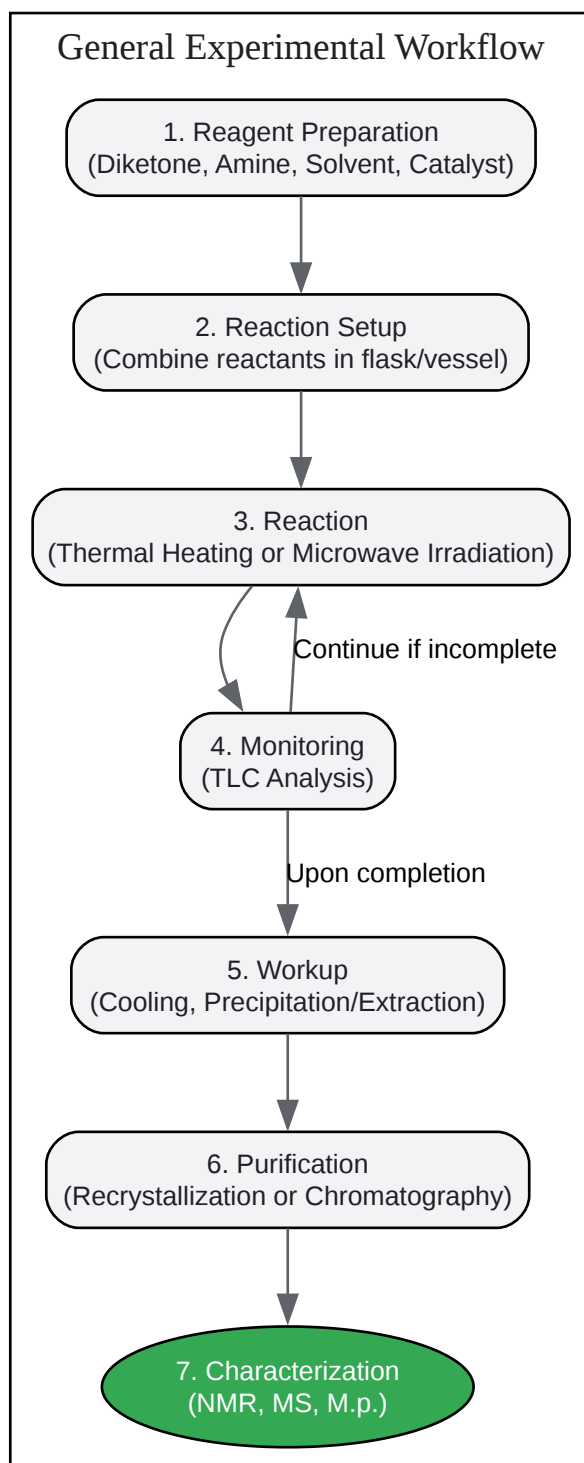 General Experimental Workflow
1. Reagent Preparation
(Diketone, Amine, Solvent, Catalyst)
2. Reaction Setup
(Combine reactants in flask/vessel)
3. Reaction
(Thermal Heating or Microwave Irradiation)
Continue if incomplete
4. Monitoring
(TLC Analysis)
Upon completion
5. Workup
(Cooling, Precipitation/Extraction)
6. Purification
(Recrystallization or Chromatography)
7. Characterization
(NMR, MS, M.p.)